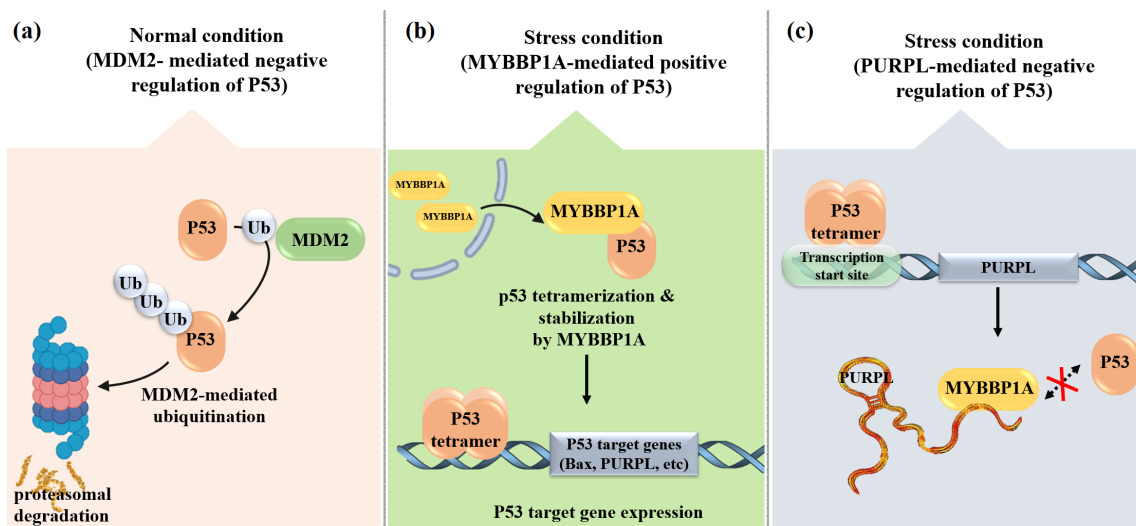 (a)
Normal condition
(MDM2- mediated negative
regulation of P53)
P53
Ub
MDM2
Ub
Ub
Ub
P53
MDM2-mediated
ubiquitination
proteasomal
degradation
(b)
Stress condition
(MYBBP1A-mediated positive
regulation of P53)
MYBBP1A
MYBBP1A
MYBBP1A
P53
p53 tetramerization &
stabilization
by MYBBP1A
P53
tetramer
P53 target genes
(Bax, PURPL, etc)
P53 target gene expression
(c)
Stress condition
(PURPL-mediated negative
regulation of P53)
P53
tetramer
Transcription
start site
PURPL
PURPL
MYBBP1A
P53